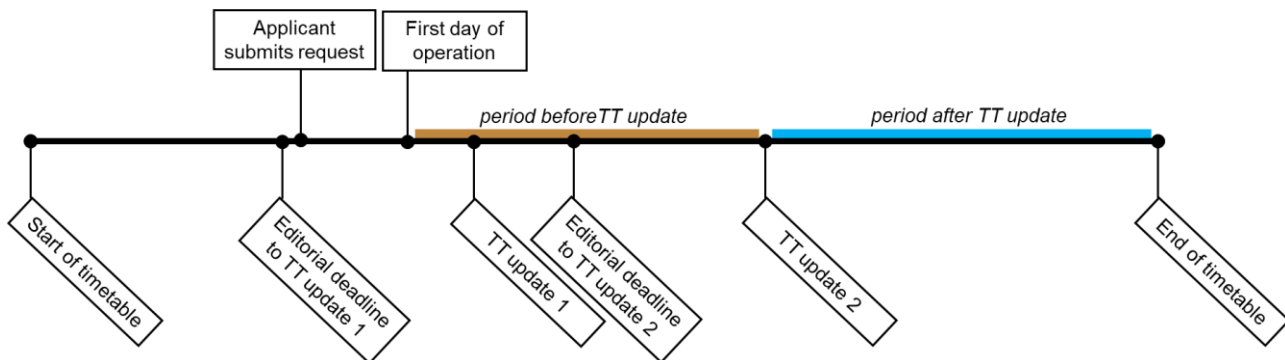 Applicant
submits request
First day of
operation
period beforeTT update
period after TT update
Start of timetable
Editorial deadline
to TT update 1
TT update 1
Editorial deadline
to TT update 2
TT update 2
End of timetable